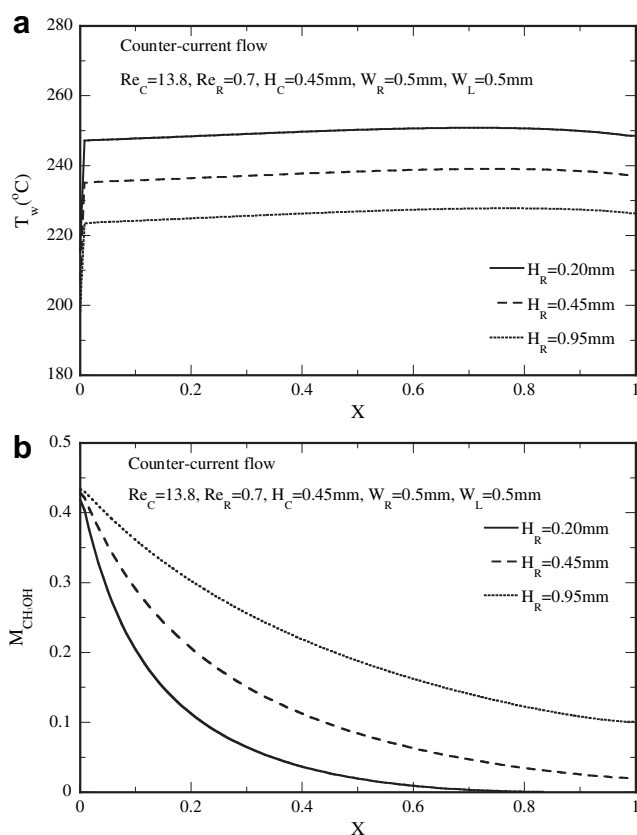 a
280
Counter-current flow
Re_C=13.8, Re_R=0.7, H_C=0.45mm, W_R=0.5mm, W_L=0.5mm
260
240
T_w(°C)
220
H_R=0.20mm
H_R=0.45mm
200
H_R=0.95mm
180
0 0.2 0.4 0.6 0.8 1
X
b
0.5
Counter-current flow
Re_C=13.8, Re_R=0.7, H_C=0.45mm, W_R=0.5mm, W_L=0.5mm
0.4
H_R=0.20mm
H_R=0.45mm
0.3
H_R=0.95mm
M_CH3OH
0.2
0.1
0
0 0.2 0.4 0.6 0.8 1
X